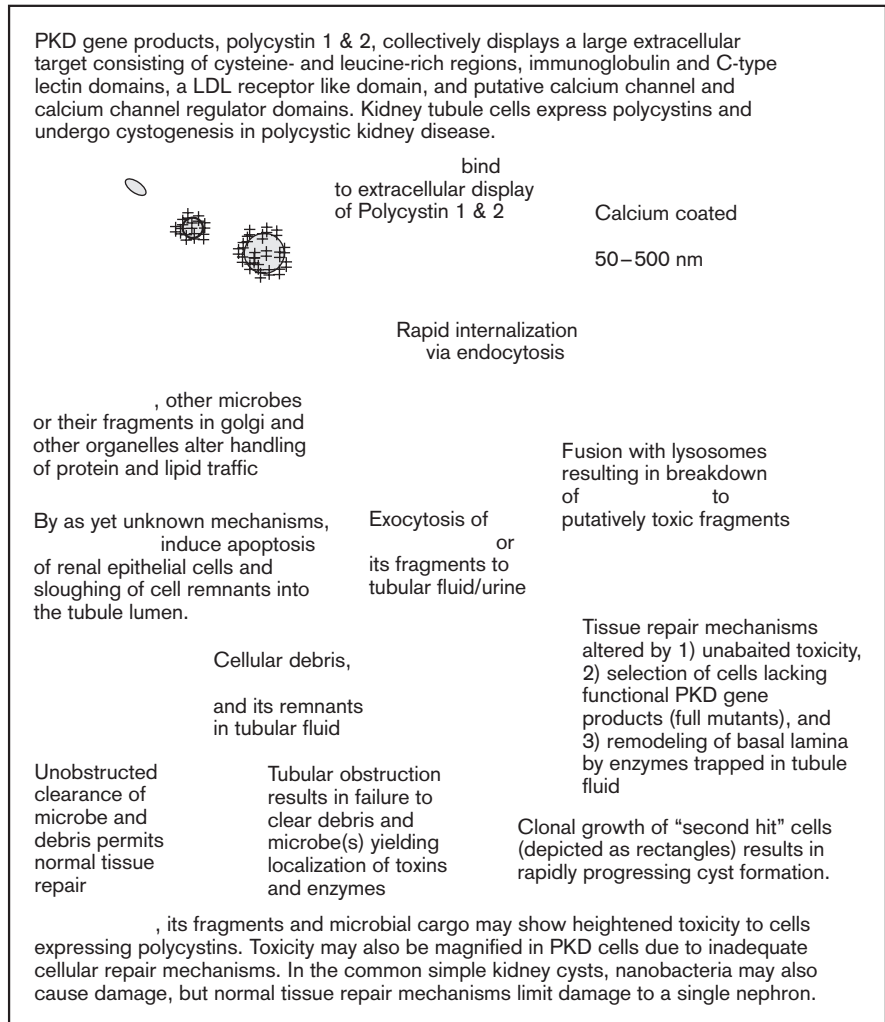 PKD gene products, polycystin 1 & 2, collectively displays a large extracellular
target consisting of cysteine- and leucine-rich regions, immunoglobulin and C-type
lectin domains, a LDL receptor like domain, and putative calcium channel and
calcium channel regulator domains. Kidney tubule cells express polycystins and
undergo cystogenesis in polycystic kidney disease.
bind
to extracellular display
of Polycystin 1 & 2
Calcium coated
50–500 nm
Rapid internalization
via endocytosis
, other microbes
or their fragments in golgi and
other organelles alter handling
of protein and lipid traffic
Fusion with lysosomes
resulting in breakdown
of to
putatively toxic fragments
By as yet unknown mechanisms,
induce apoptosis
of renal epithelial cells and
sloughing of cell remnants into
the tubule lumen.
Exocytosis of
or
its fragments to
tubular fluid/urine
Tissue repair mechanisms
altered by 1) unabaited toxicity,
2) selection of cells lacking
functional PKD gene
products (full mutants), and
3) remodeling of basal lamina
by enzymes trapped in tubule
fluid
Cellular debris,
and its remnants
in tubular fluid
Unobstructed
clearance of
microbe and
debris permits
normal tissue
repair
Tubular obstruction
results in failure to
clear debris and
microbe(s) yielding
localization of toxins
and enzymes
Clonal growth of “second hit” cells
(depicted as rectangles) results in
rapidly progressing cyst formation.
, its fragments and microbial cargo may show heightened toxicity to cells
expressing polycystins. Toxicity may also be magnified in PKD cells due to inadequate
cellular repair mechanisms. In the common simple kidney cysts, nanobacteria may also
cause damage, but normal tissue repair mechanisms limit damage to a single nephron.